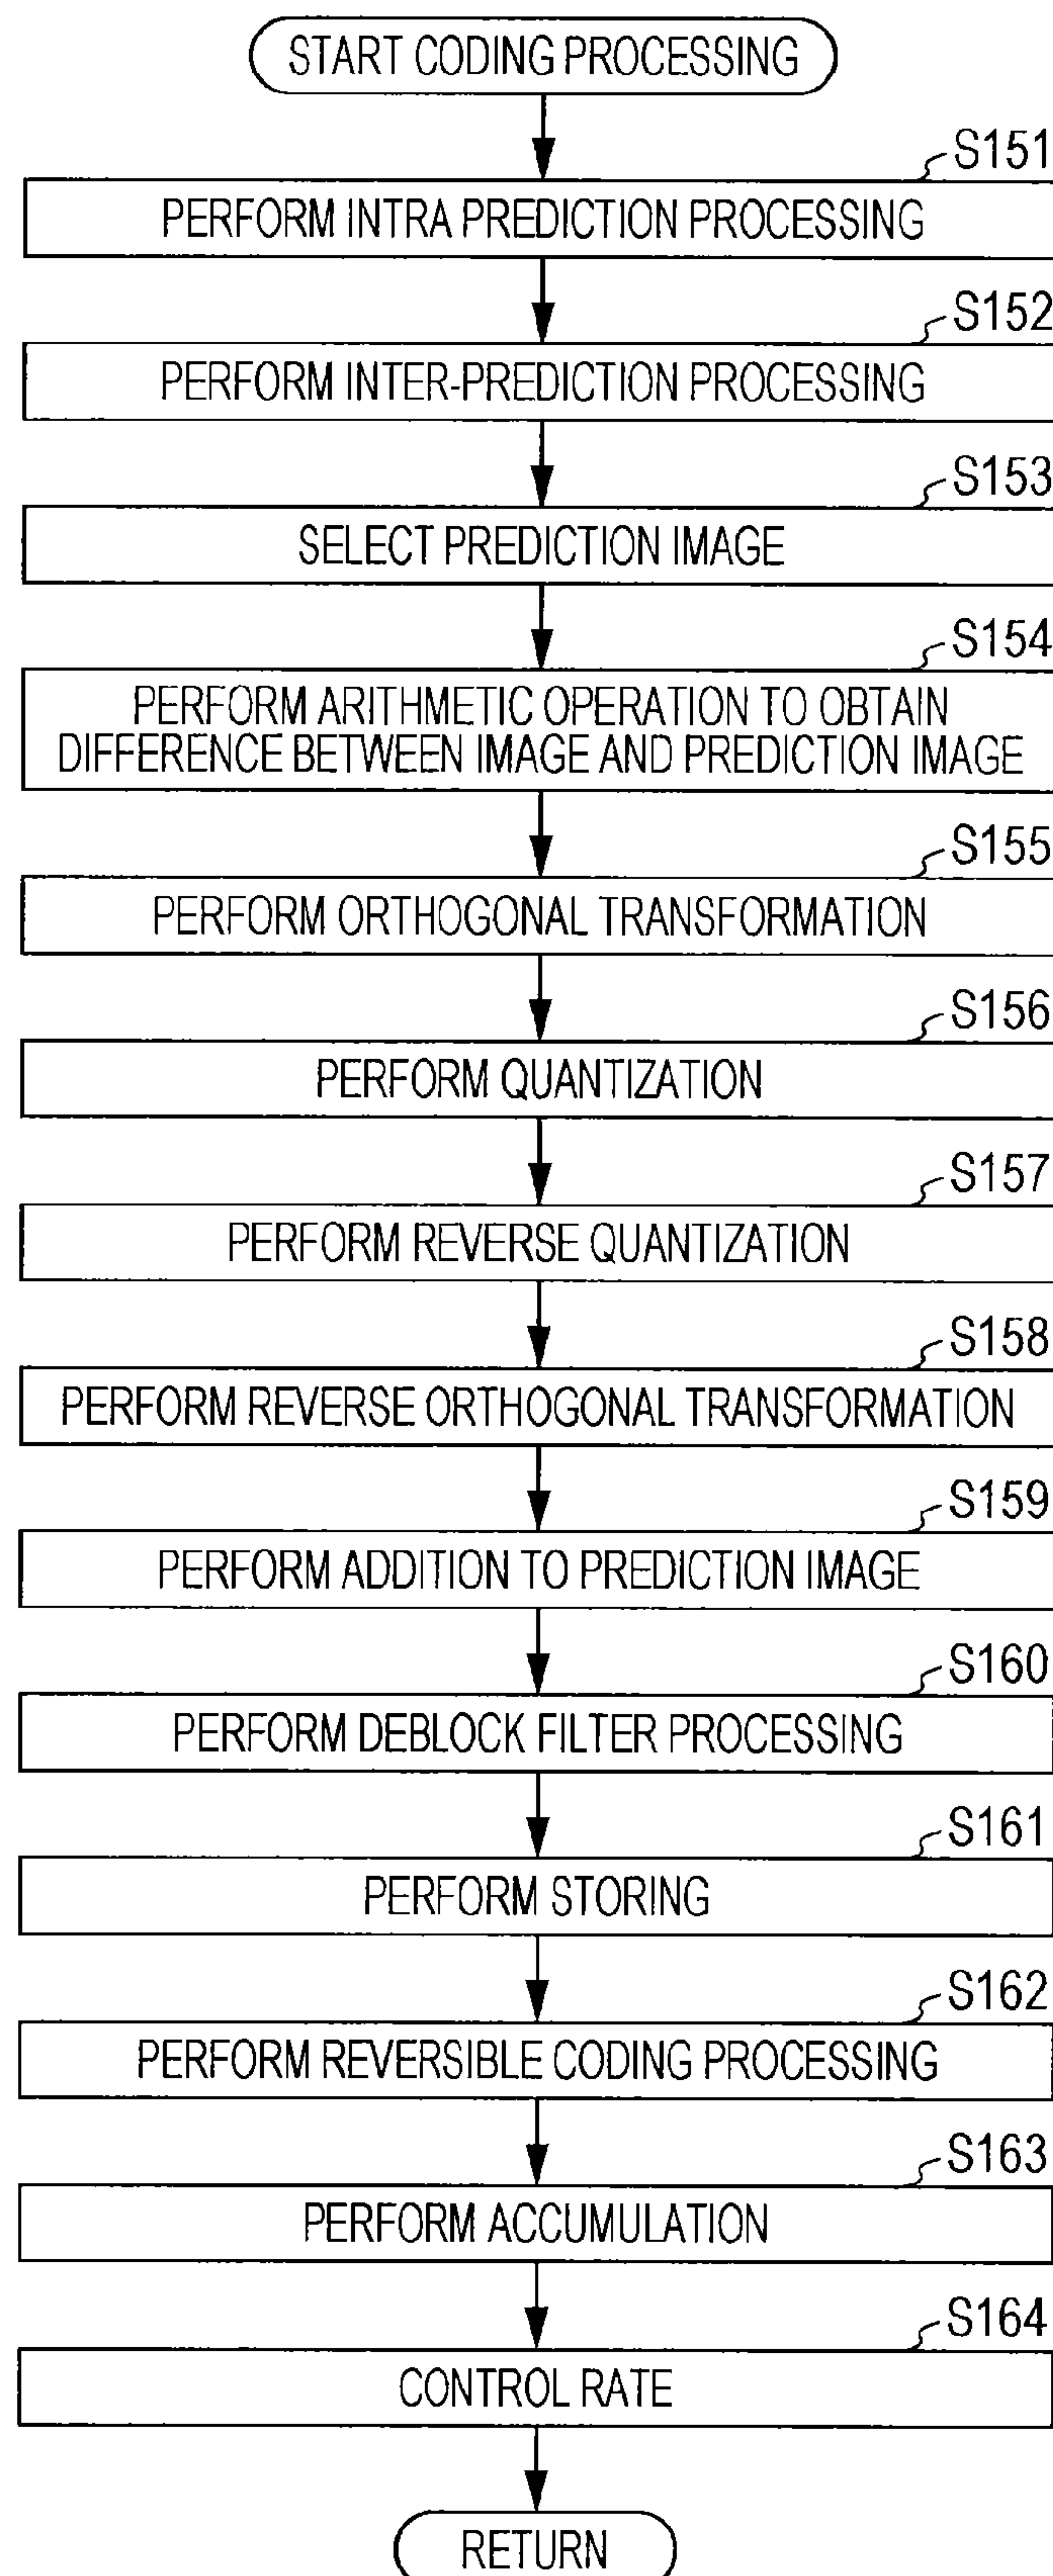 START CODING PROCESSING
S151
PERFORM INTRA PREDICTION PROCESSING
S152
PERFORM INTER-PREDICTION PROCESSING
S153
SELECT PREDICTION IMAGE
S154
PERFORM ARITHMETIC OPERATION TO OBTAIN
DIFFERENCE BETWEEN IMAGE AND PREDICTION IMAGE
S155
PERFORM ORTHOGONAL TRANSFORMATION
S156
PERFORM QUANTIZATION
S157
PERFORM REVERSE QUANTIZATION
S158
PERFORM REVERSE ORTHOGONAL TRANSFORMATION
S159
PERFORM ADDITION TO PREDICTION IMAGE
S160
PERFORM DEBLOCK FILTER PROCESSING
S161
PERFORM STORING
S162
PERFORM REVERSIBLE CODING PROCESSING
S163
PERFORM ACCUMULATION
S164
CONTROL RATE
RETURN